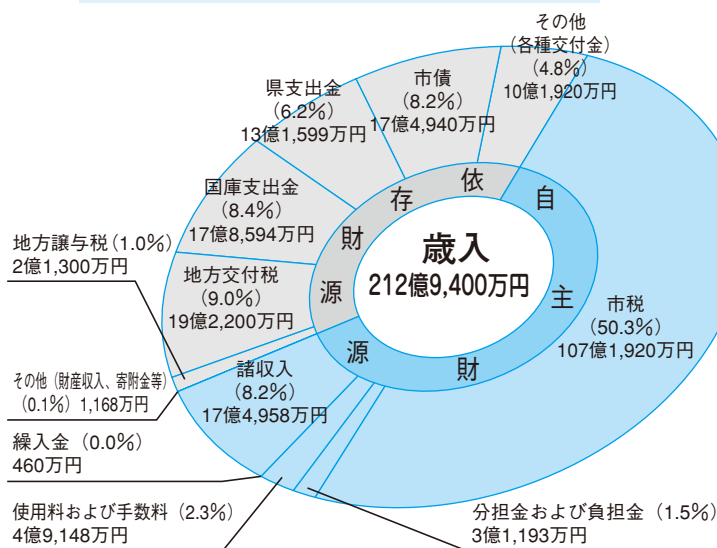 その他
(各種交付金)
(4.8%)
10億1,920万円
市債
(8.2%)
17億4,940万円
県支出金
(6.2%)
13億1,599万円
国庫支出金
(8.4%)
17億8,594万円
地方譲与税(1.0%)
2億1,300万円
地方交付税
(9.0%)
19億2,200万円
依存財源
自主財源
歳入
212億9,400万円
市税
(50.3%)
107億1,920万円
諸収入
(8.2%)
17億4,958万円
その他(財産収入、寄附金等)
(0.1%) 1,168万円
繰入金(0.0%)
460万円
使用料および手数料(2.3%)
4億9,148万円
分担金および負担金(1.5%)
3億1,193万円